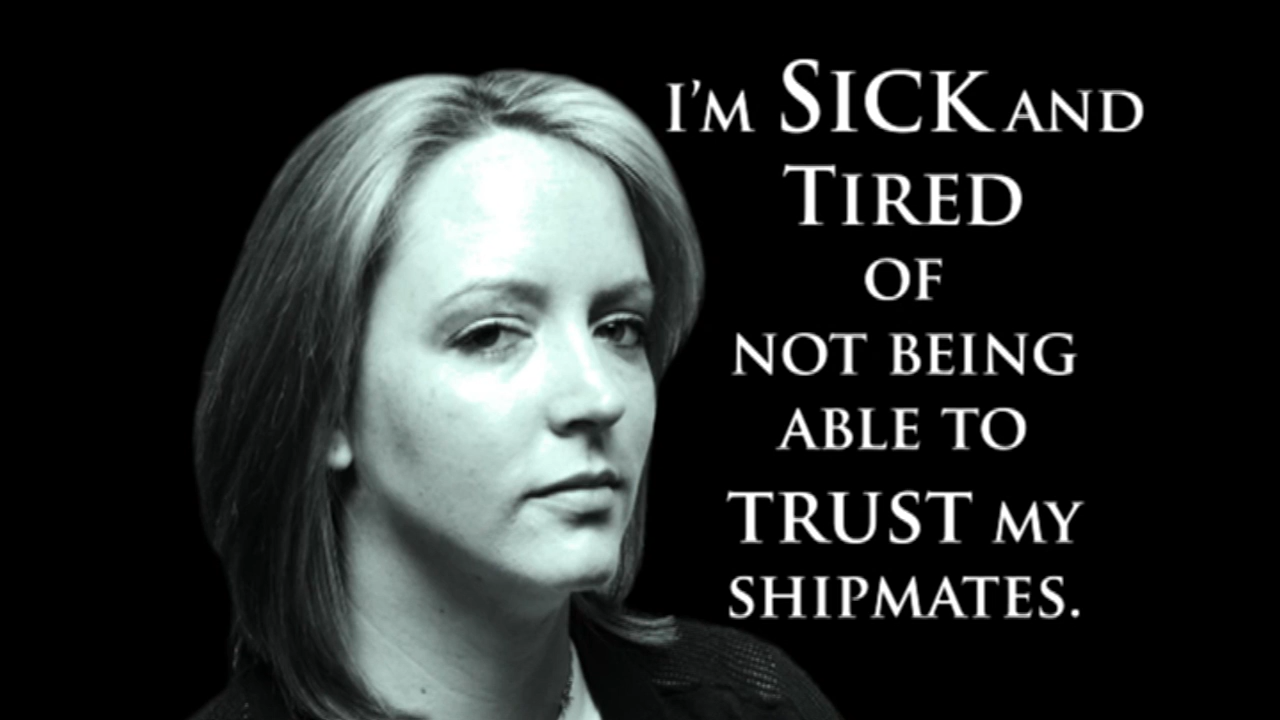 I'M SICK AND
TIRED
OF
NOT BEING
ABLE TO
TRUST MY
SHIPMATES.